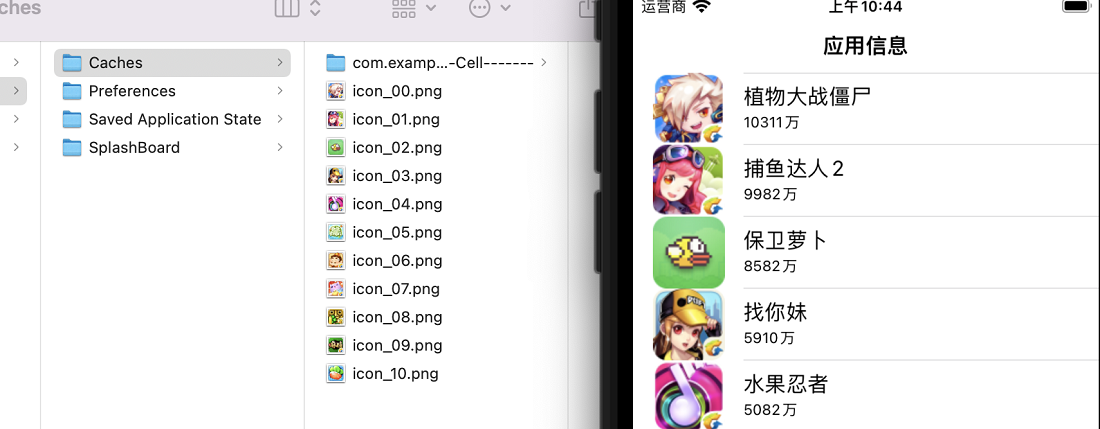 ches
Caches
Preferences
Saved Application State
SplashBoard
com.examp...-Cell-------
icon_00.png
icon_01.png
icon_02.png
icon_03.png
icon_04.png
icon_05.png
icon_06.png
icon_07.png
icon_08.png
icon_09.png
icon_10.png
运营商
上午10:44
应用信息
植物大战僵尸
10311万
捕鱼达人2
9982万
保卫萝卜
8582万
找你妹
5910万
水果忍者
5082万